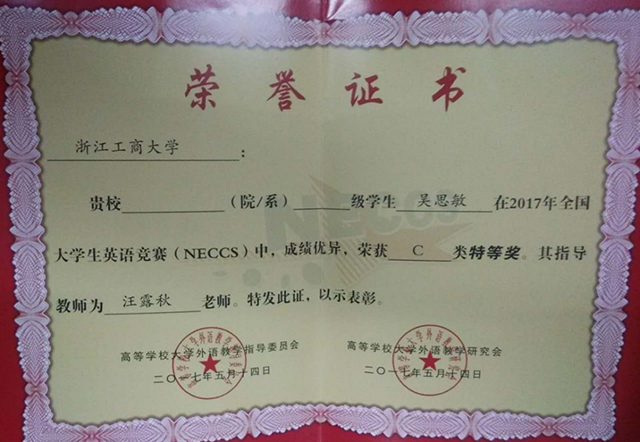 荣誉证书
浙江工商大学：
贵校（院/系）级学生吴思敏在2017年全国
大学生英语竞赛（NECCS）中，成绩优异，荣获C类特等奖。其指导
教师为汪露秋老师。特发此证，以示表彰。
高等学校大学外语教学指导委员会 高等学校大学外语教学研究会
二〇一七年五月十四日 二〇一七年五月十四日